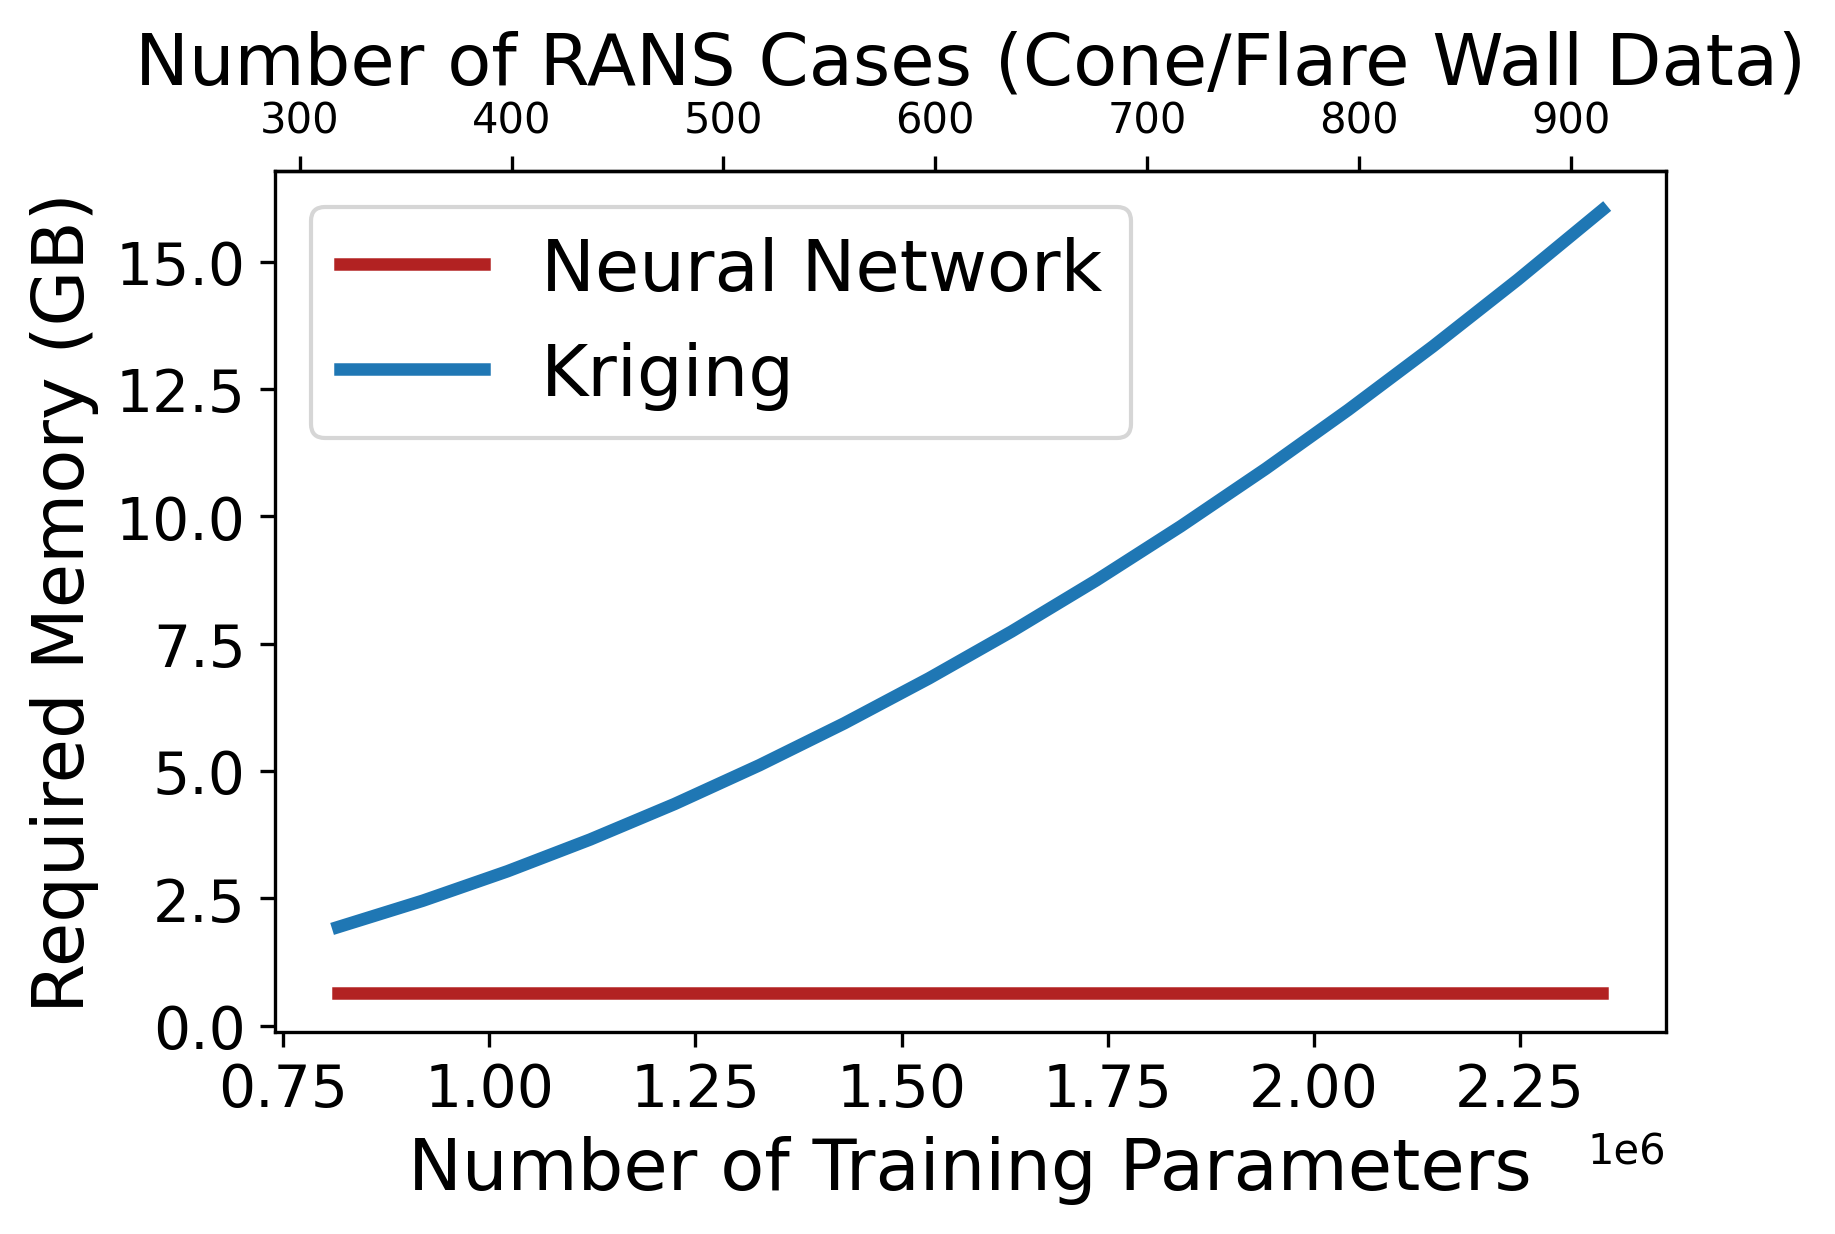 Number of RANS Cases (Cone/Flare Wall Data)
300 400 500 600 700 800 900
Required Memory (GB)
15.0
12.5
10.0
7.5
5.0
2.5
0.0
Neural Network
Kriging
0.75 1.00 1.25 1.50 1.75 2.00 2.25
1e6
Number of Training Parameters